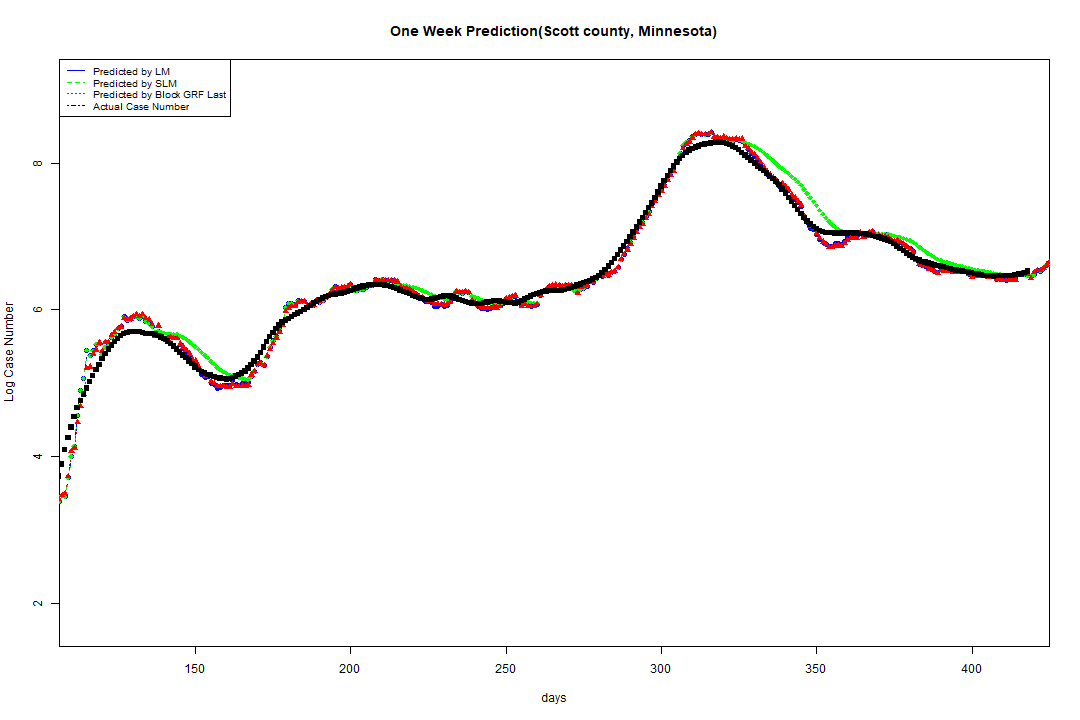 One Week Prediction(Scott county, Minnesota)
Predicted by LM
Predicted by SLM
Predicted by Block GRF Last
Actual Case Number
8
6
4
2
Log Case Number
150 200 250 300 350 400
days